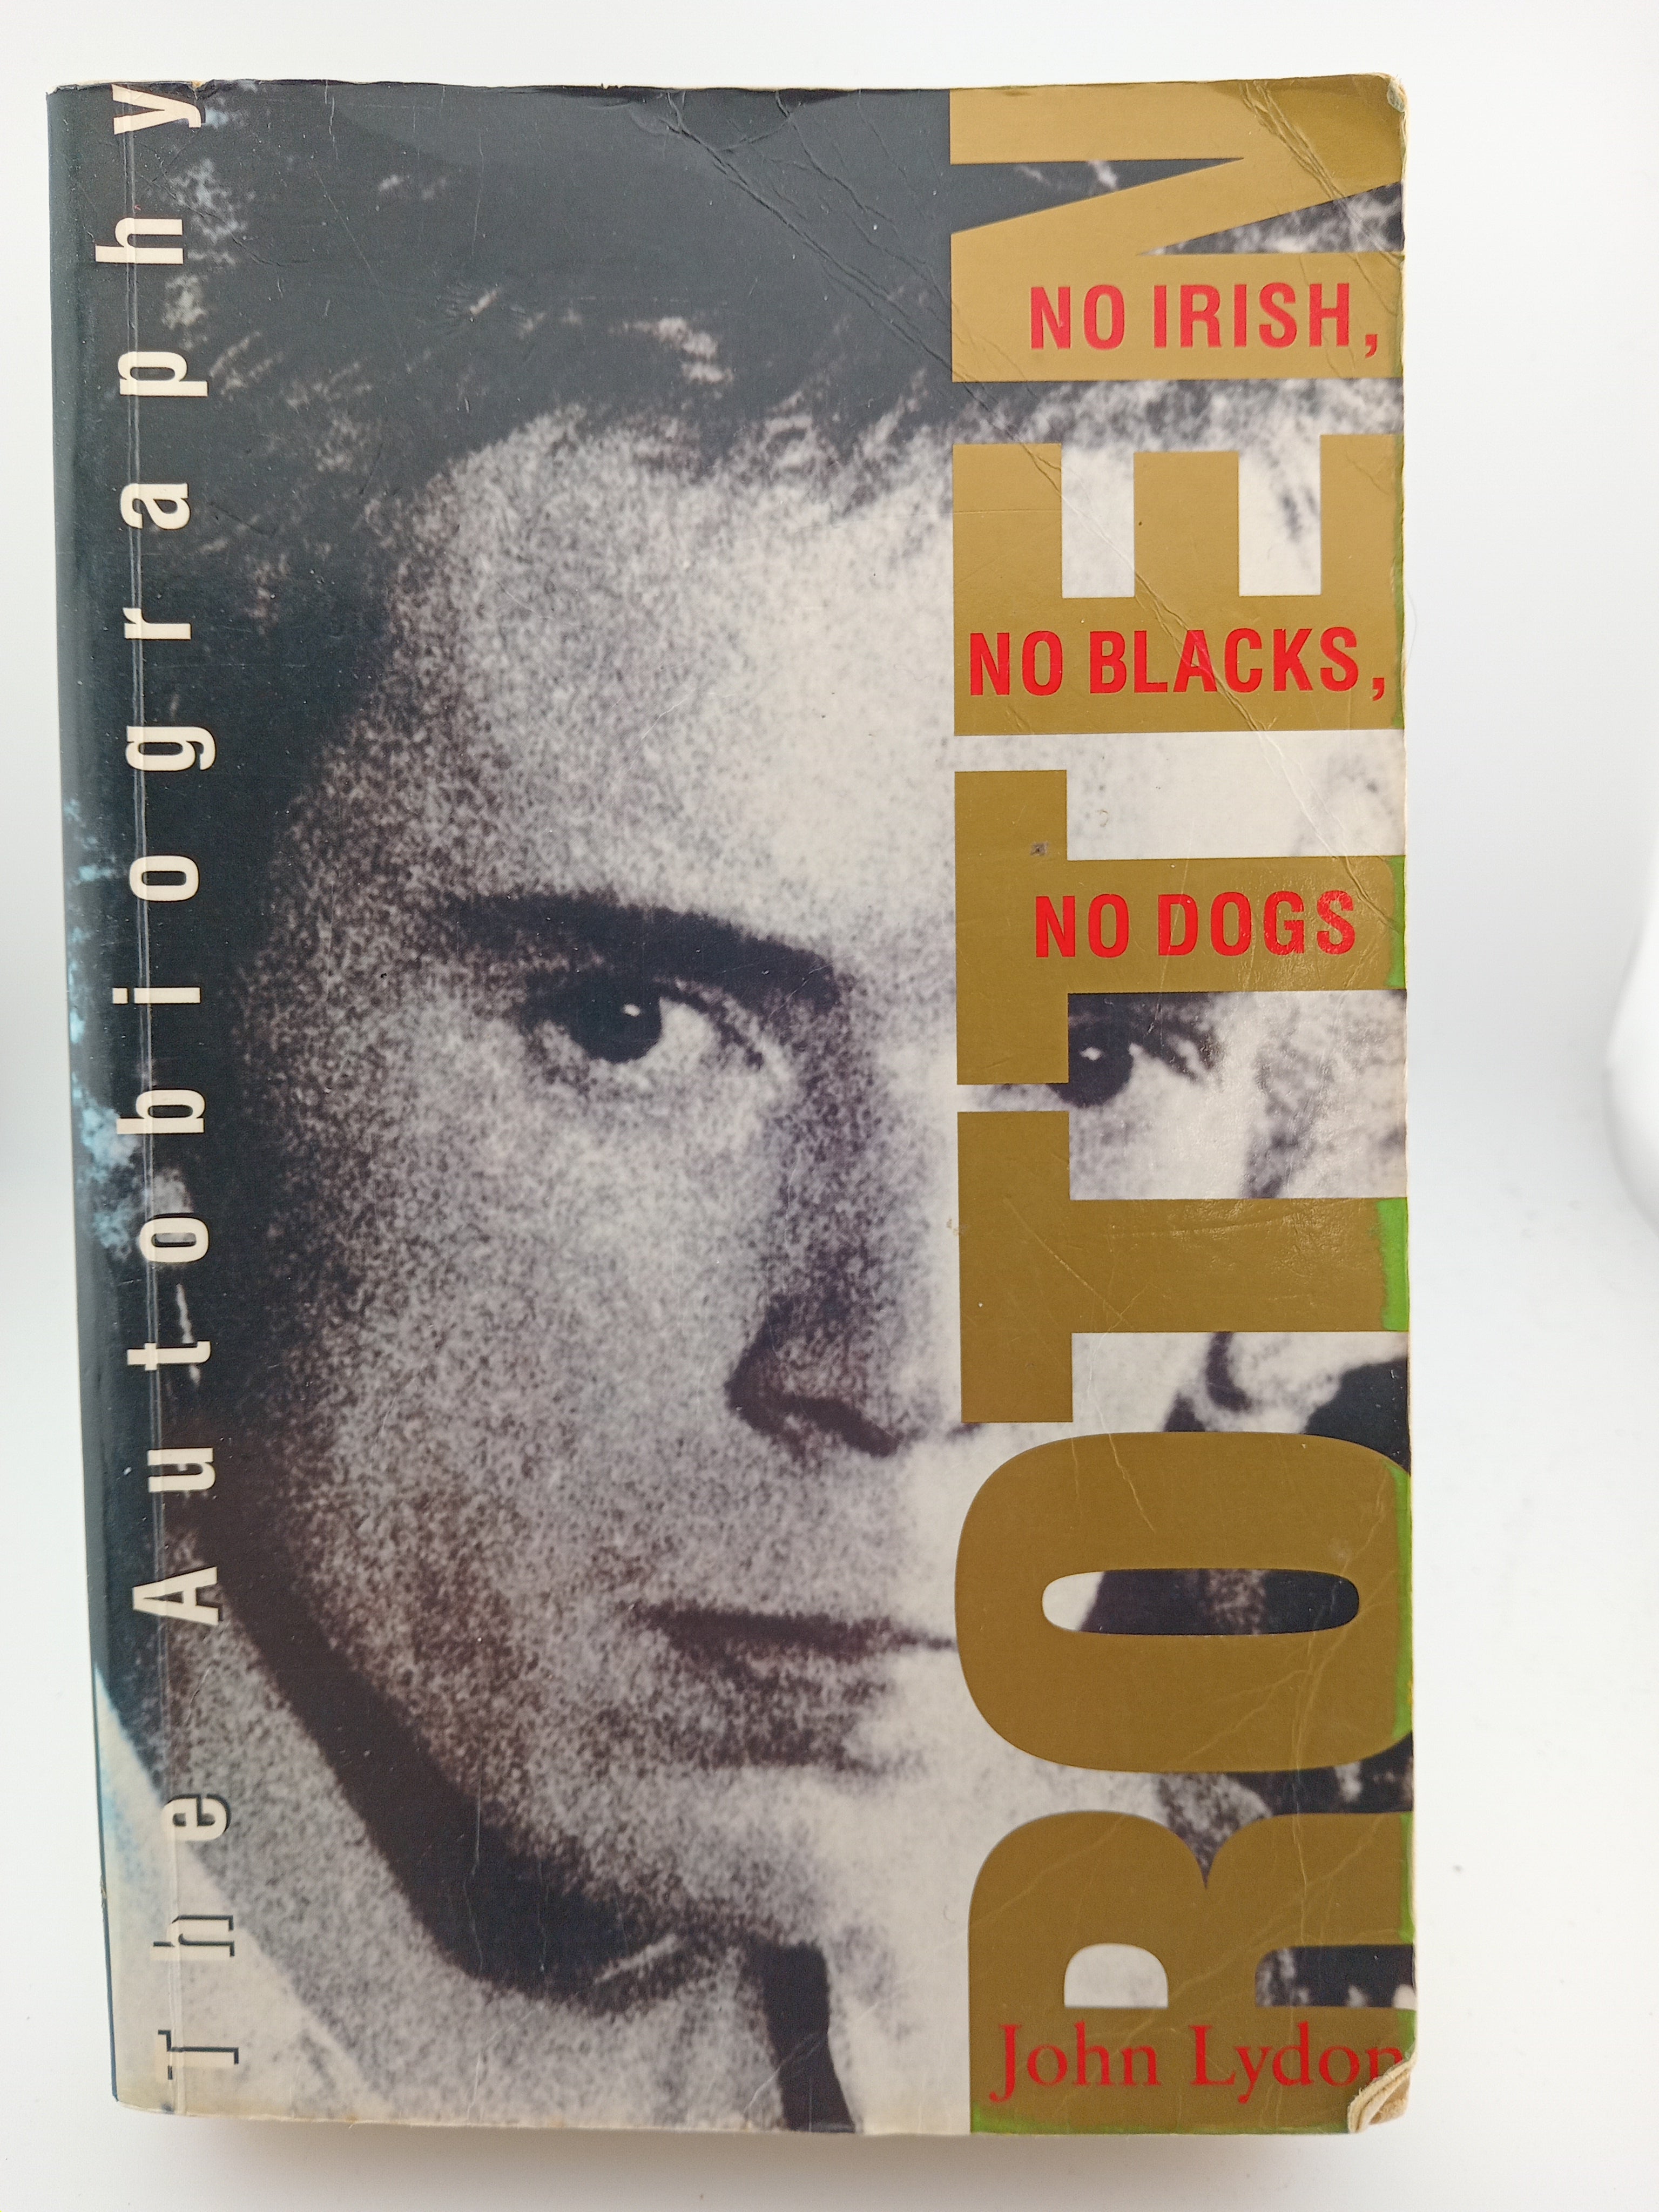 The Autobiography
ROTTEN
NO IRISH,
NO BLACKS,
NO DOGS
John Lydon